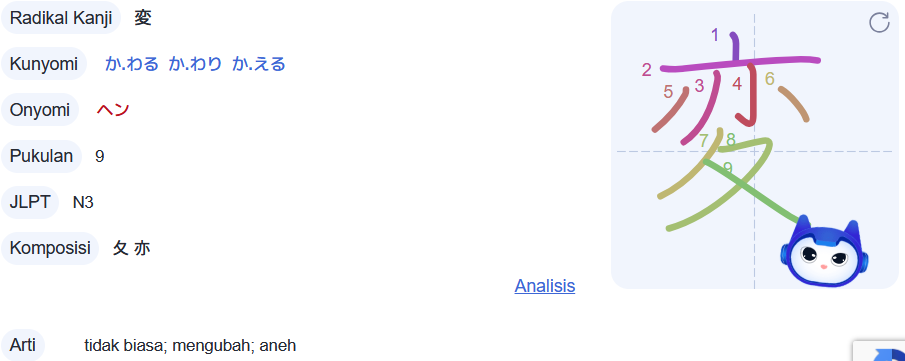 Radikal Kanji 変
Kunyomi か.わる か.わり か.える
Onyomi ヘン
Pukulan 9
JLPT N3
Komposisi 夂 亦
Analisis
Arti tidak biasa; mengubah; aneh
1
2
3
4
5
6
7
8
9
変